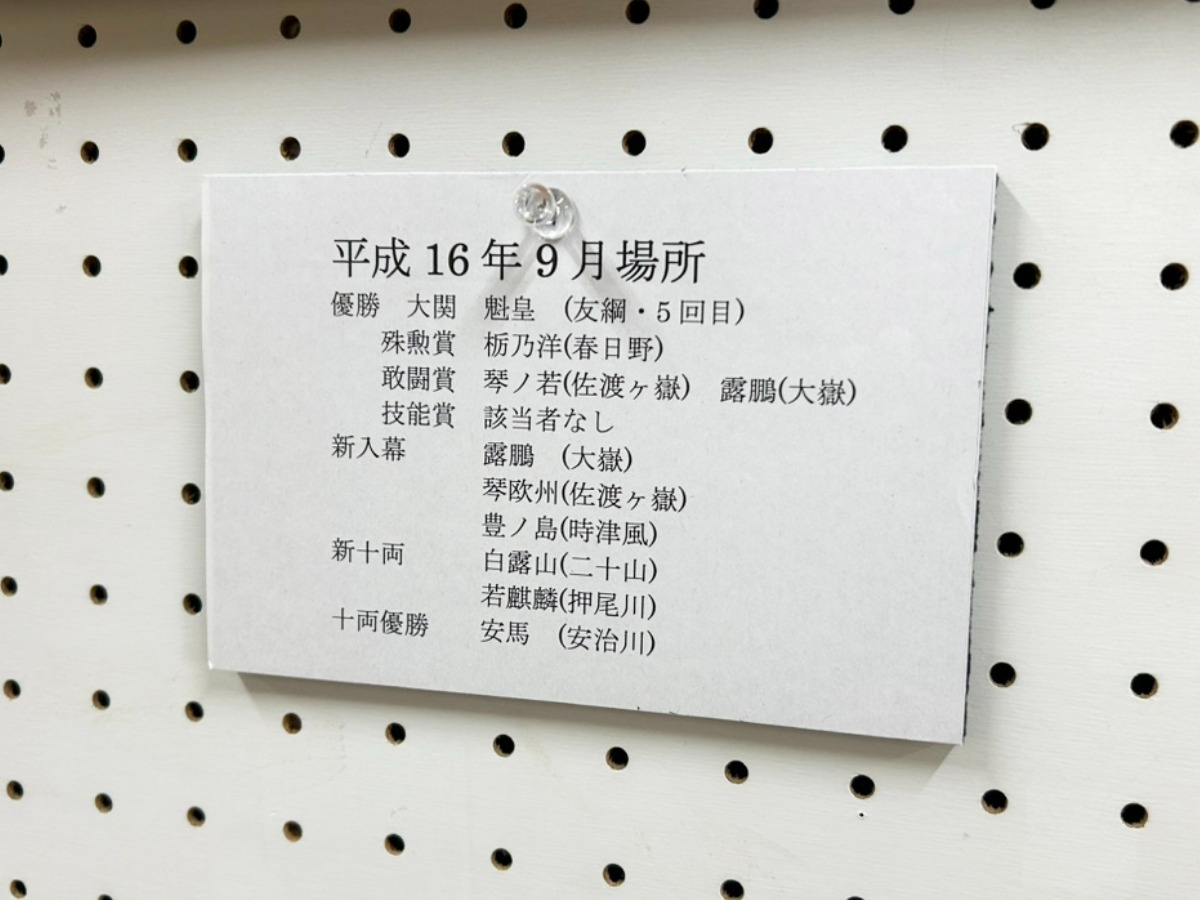 平成 16 年 9 月場所
優勝　大関　魁皇　(友綱・５回目)
殊勲賞　栃乃洋(春日野)
敢闘賞　琴ノ若(佐渡ヶ嶽)　露鵬(大嶽)
技能賞　該当者なし
新入幕　露鵬　(大嶽)
琴欧州(佐渡ヶ嶽)
豊ノ島(時津風)
新十両　白露山(二十山)
若麒麟(押尾川)
十両優勝　安馬　(安治川)